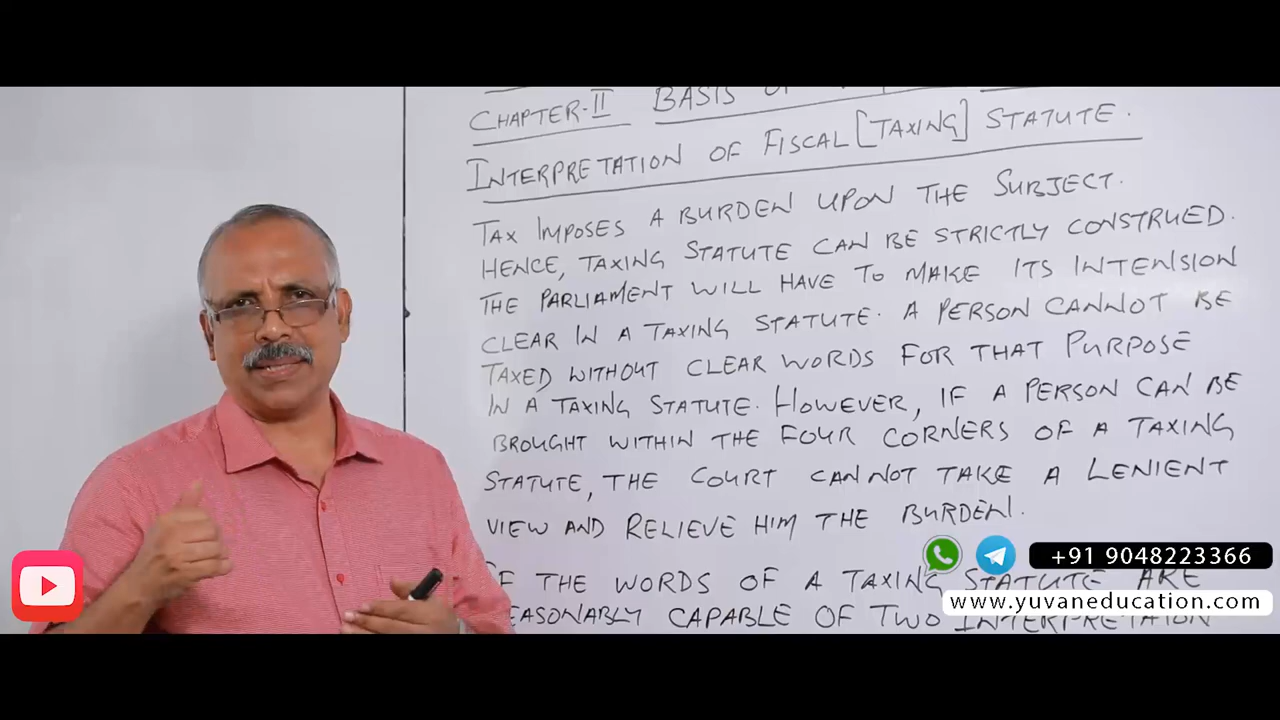 CHAPTER-II BASIS OF
INTERPRETATION OF FISCAL [TAXING] STATUTE.
TAX IMPOSES A BURDEN UPON THE SUBJECT.
HENCE, TAXING STATUTE CAN BE STRICTLY CONSTRUED.
THE PARLIAMENT WILL HAVE TO MAKE ITS INTENSION
CLEAR IN A TAXING STATUTE. A PERSON CANNOT BE
TAXED WITHOUT CLEAR WORDS FOR THAT PURPOSE
IN A TAXING STATUTE. HOWEVER, IF A PERSON CAN BE
BROUGHT WITHIN THE FOUR CORNERS OF A TAXING
STATUTE, THE COURT CANNOT TAKE A LENIENT
VIEW AND RELIEVE HIM THE BURDEN.
IF THE WORDS OF A TAXING STATUTE ARE
REASONABLY CAPABLE OF TWO INTERPRETATION
+91 9048223366
www.yuvaneducation.com